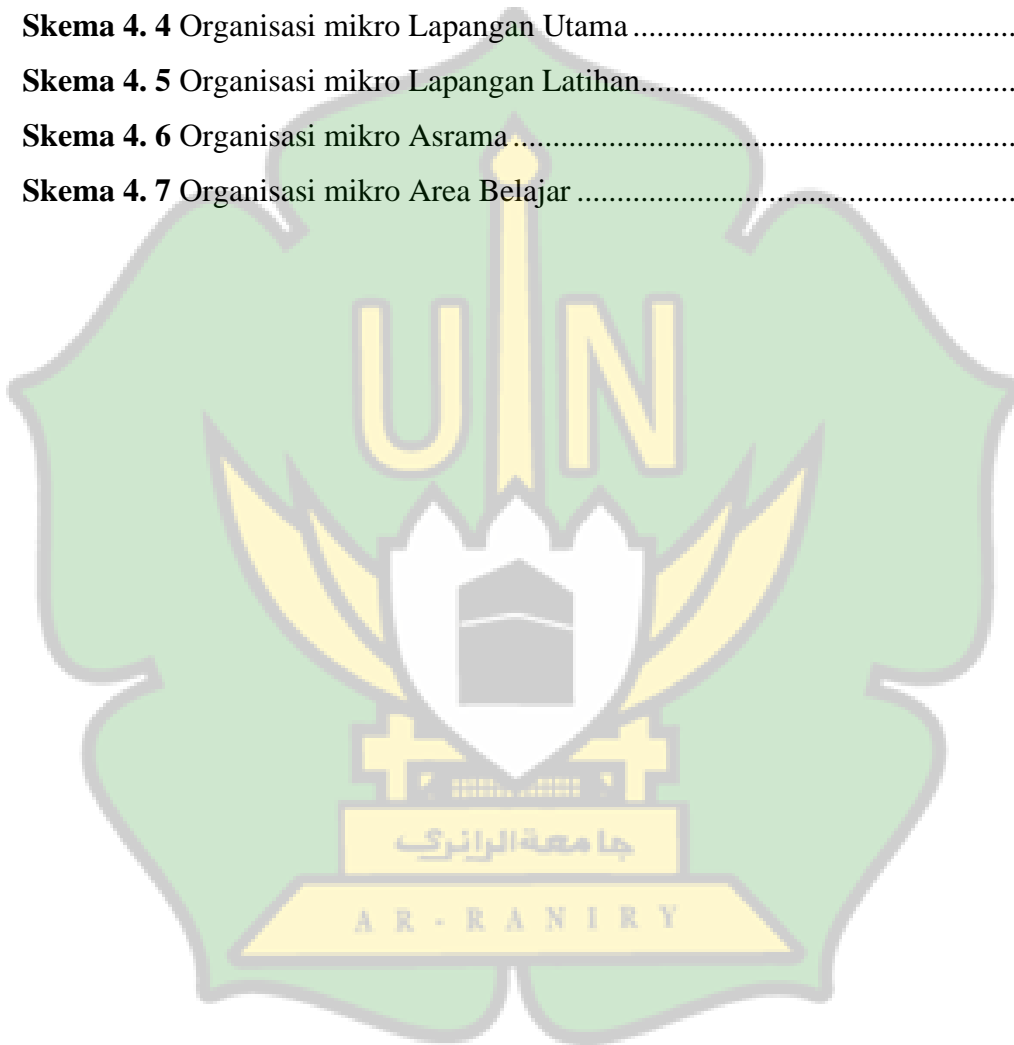 Skema 4. 4 Organisasi mikro Lapangan Utama ................................................
Skema 4. 5 Organisasi mikro Lapangan Latihan................................................
Skema 4. 6 Organisasi mikro Asrama ................................................................
Skema 4. 7 Organisasi mikro Area Belajar ........................................................
UIN
جامعة الرانري
AR - RANIRY